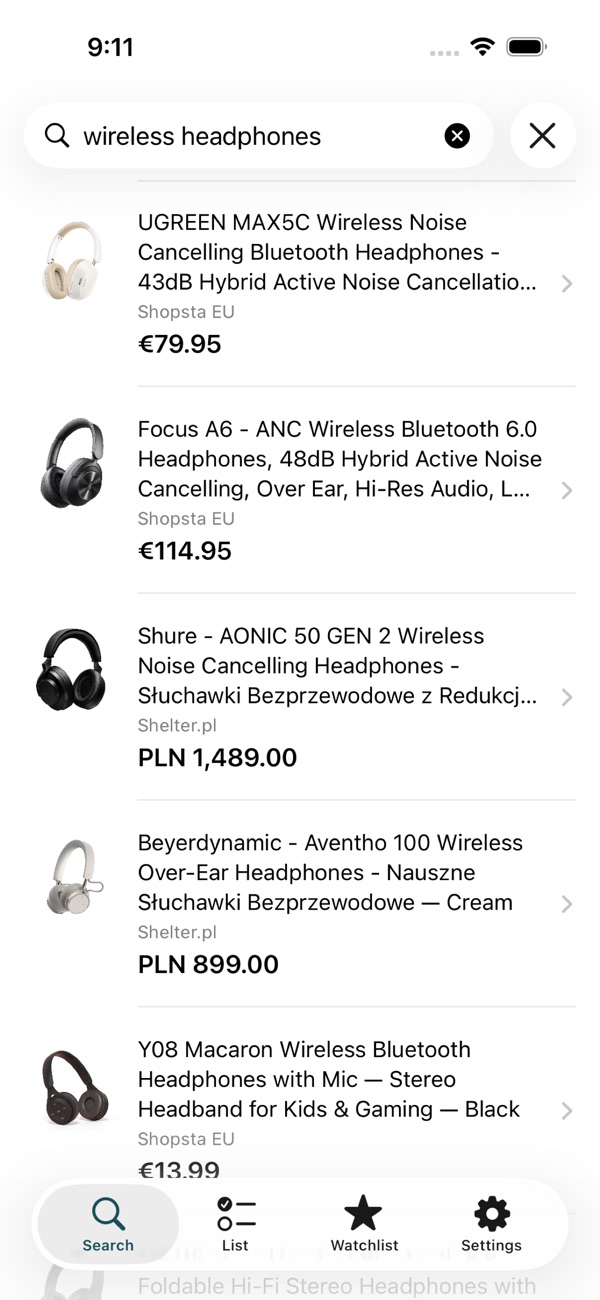 9:11
wireless headphones
UGREEN MAX5C Wireless Noise
Cancelling Bluetooth Headphones -
43dB Hybrid Active Noise Cancellatio...
Shopsta EU
€79.95
Focus A6 - ANC Wireless Bluetooth 6.0
Headphones, 48dB Hybrid Active Noise
Cancelling, Over Ear, Hi-Res Audio, L...
Shopsta EU
€114.95
Shure - AONIC 50 GEN 2 Wireless
Noise Cancelling Headphones -
Słuchawki Bezprzewodowe z Redukcj...
Shelter.pl
PLN 1,489.00
Beyerdynamic - Aventho 100 Wireless
Over-Ear Headphones - Nauszne
Słuchawki Bezprzewodowe — Cream
Shelter.pl
PLN 899.00
Y08 Macaron Wireless Bluetooth
Headphones with Mic — Stereo
Headband for Kids & Gaming — Black
Shopsta EU
€13.99
Search
List
Watchlist
Settings
Foldable Hi-Fi Stereo Headphones with